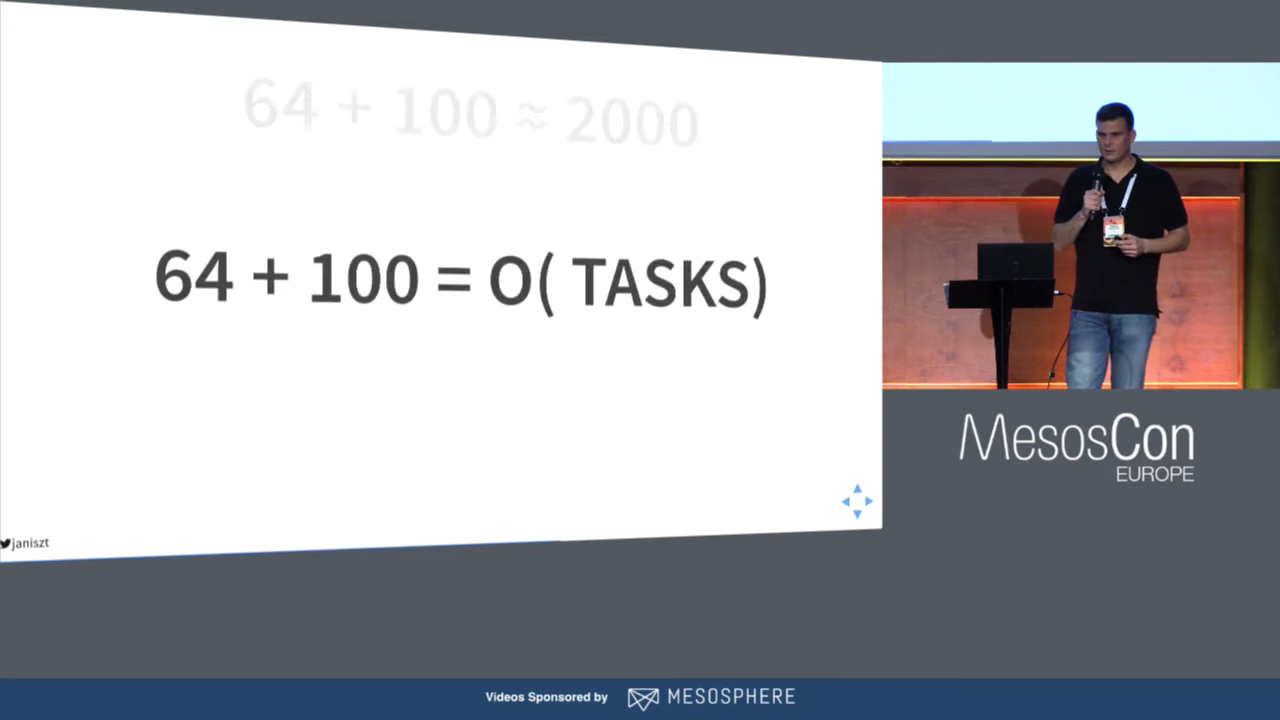 64 + 100 ≈ 2000
64 + 100 = O( TASKS)
janiszt
MesosCon
EUROPE
Videos Sponsored by MESOSPHERE